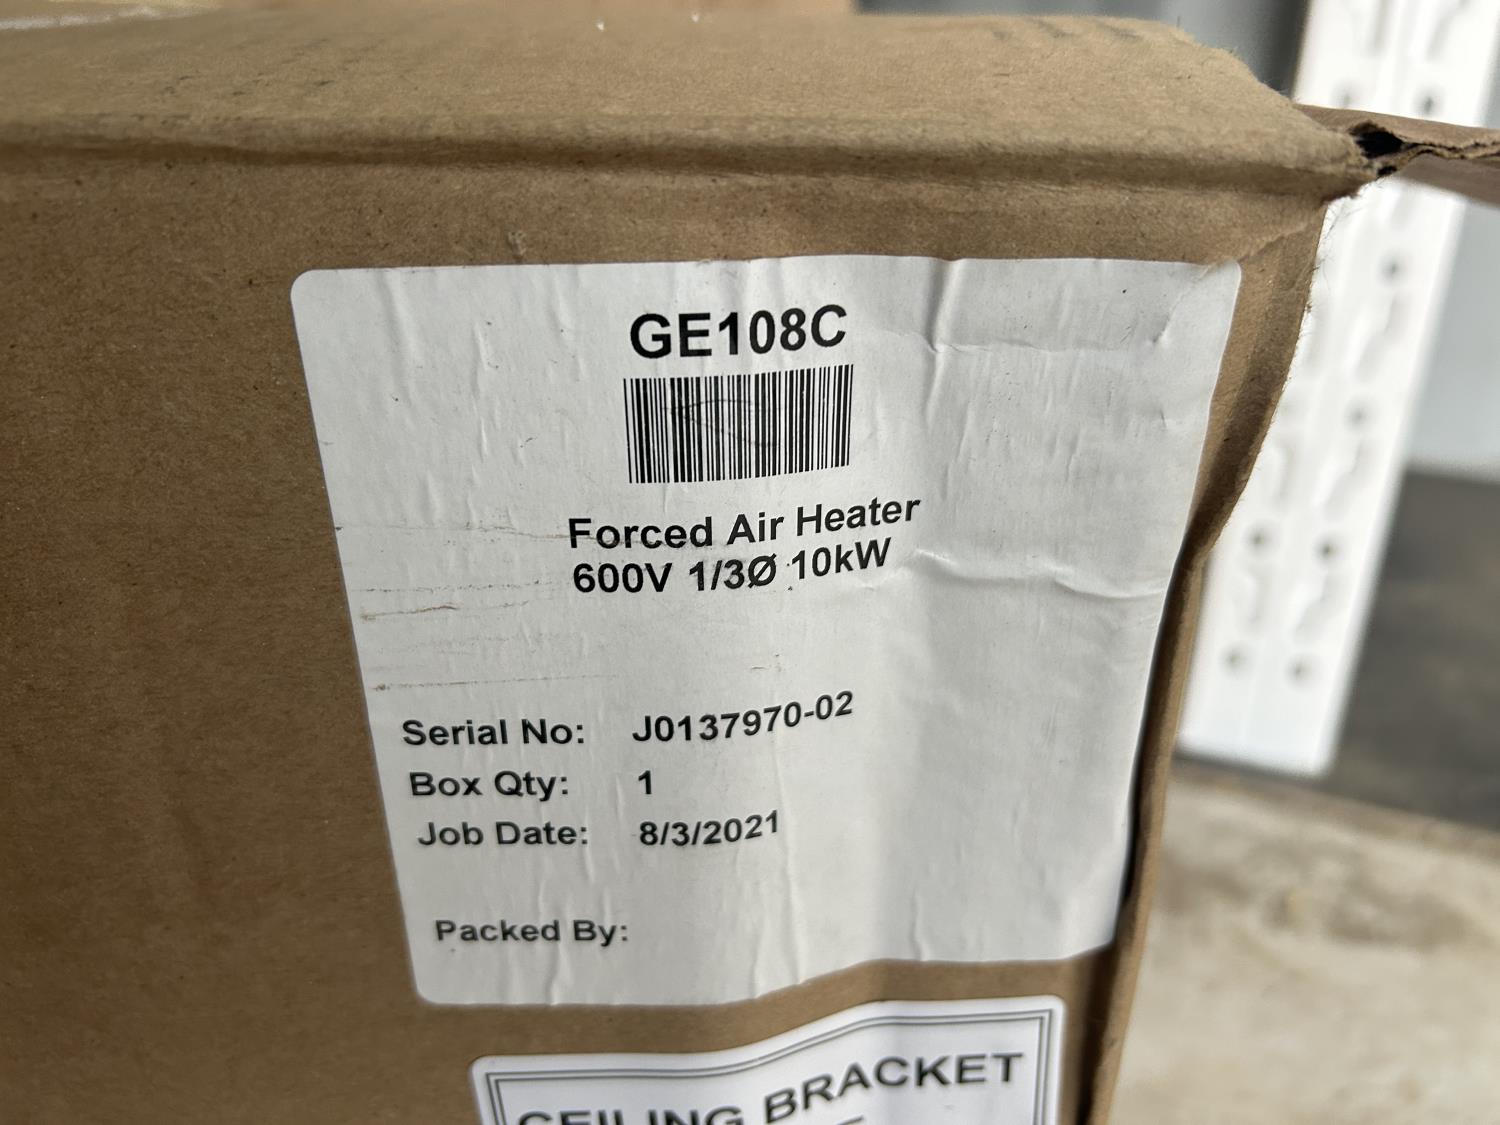 GE108C
Forced Air Heater
600V 1/3Ø 10kW
Serial No: J0137970-02
Box Qty: 1
Job Date: 8/3/2021
Packed By:
CEILING BRACKET